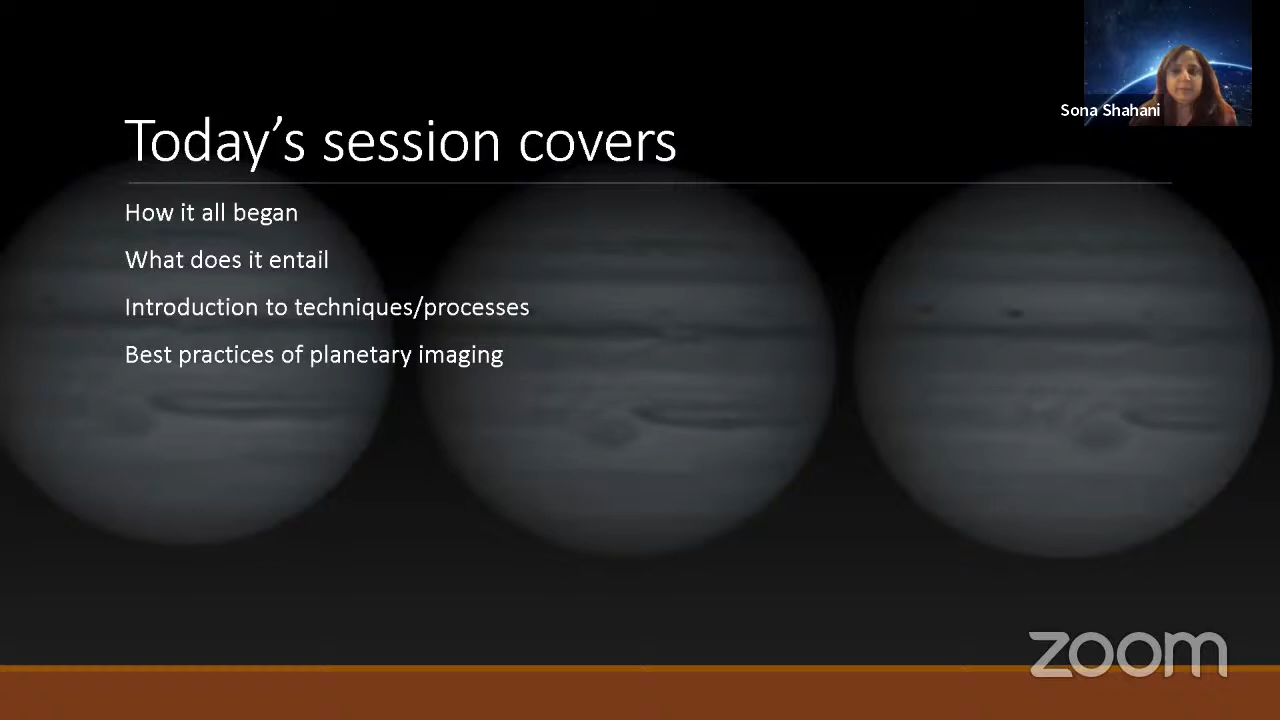 Sona Shahani
Today’s session covers
How it all began
What does it entail
Introduction to techniques/processes
Best practices of planetary imaging
zoom